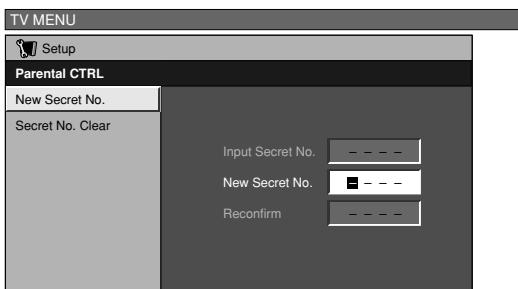 TV MENU
Setup
Parental CTRL
New Secret No.
Secret No. Clear
Input Secret No. – – – –
New Secret No. – – – –
Reconfirm – – – –